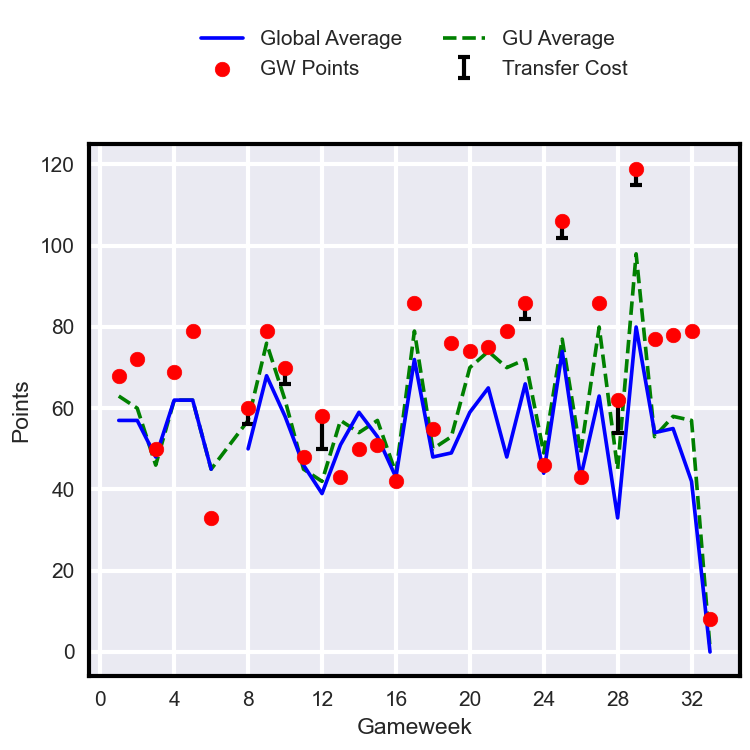 Global Average
GU Average
GW Points
Transfer Cost
120
100
80
60
40
20
0
Points
0 4 8 12 16 20 24 28 32
Gameweek